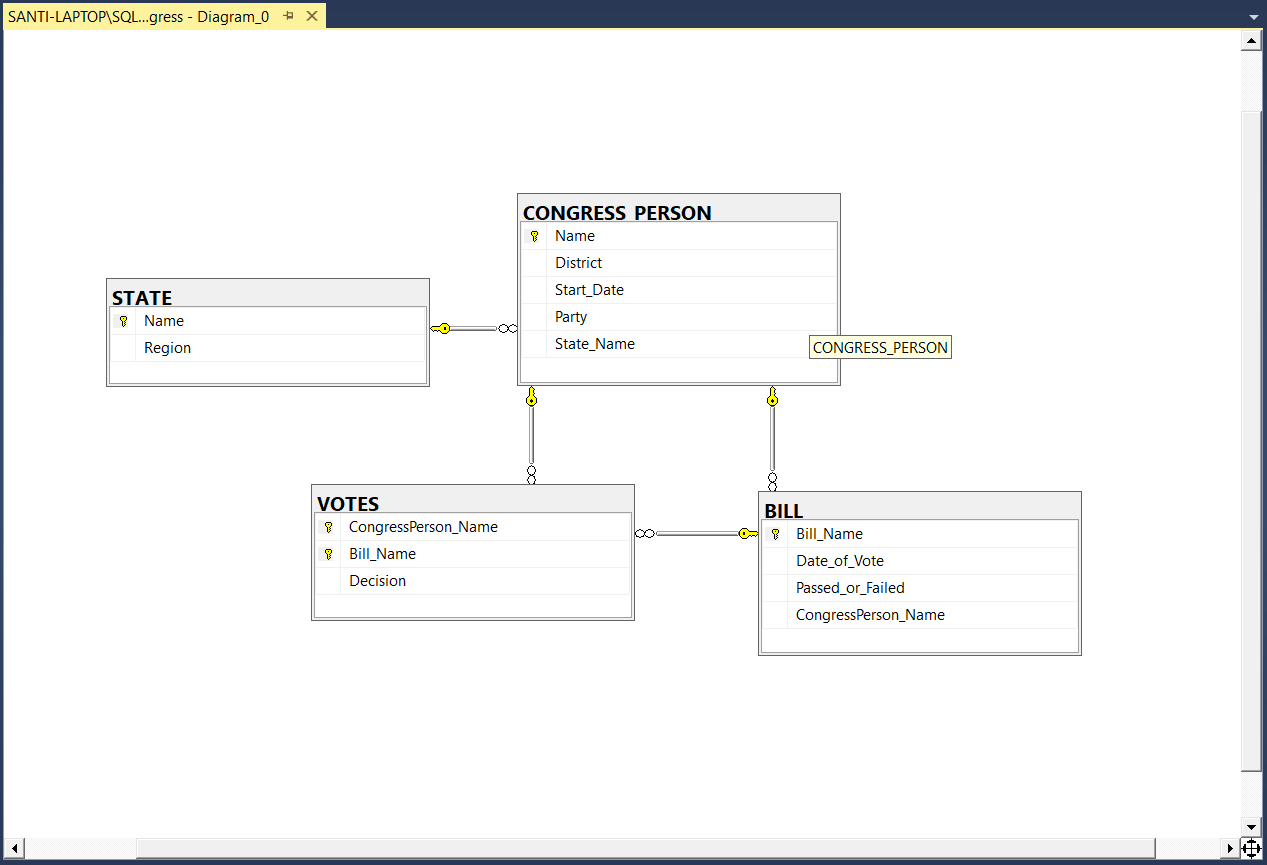 SANTI-LAPTOP\SQL...gress - Diagram_0
CONGRESS_PERSON
Name
District
Start_Date
Party
State_Name
CONGRESS_PERSON
STATE
Name
Region
VOTES
CongressPerson_Name
Bill_Name
Decision
BILL
Bill_Name
Date_of_Vote
Passed_or_Failed
CongressPerson_Name